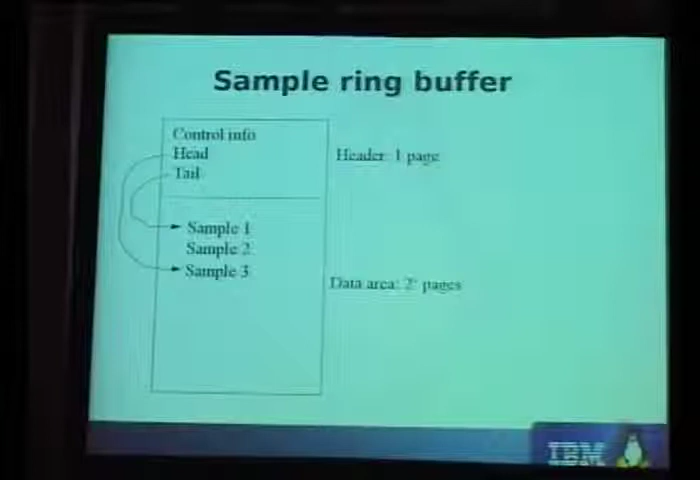 Sample ring buffer
Control info
Head
Header: 1 page
Tail
Sample 1
Sample 2
Sample 3
Data area: 2 pages
IBM